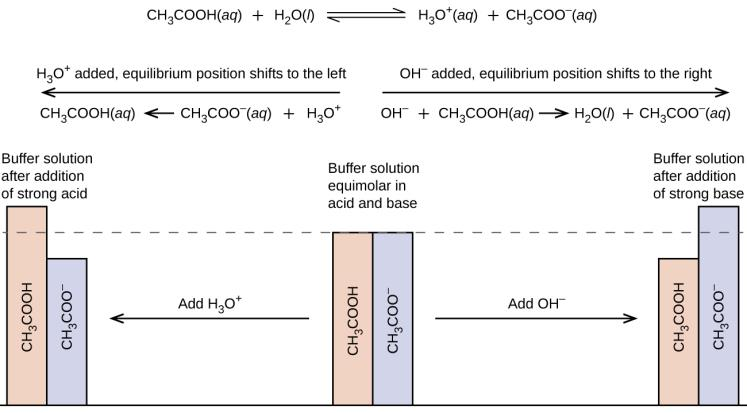 CH₃COOH(aq) + H₂O(l) ⇌ H₃O⁺(aq) + CH₃COO⁻(aq)
H₃O⁺ added, equilibrium position shifts to the left
OH⁻ added, equilibrium position shifts to the right
CH₃COOH(aq) ← CH₃COO⁻(aq) + H₃O⁺
OH⁻ + CH₃COOH(aq) → H₂O(l) + CH₃COO⁻(aq)
Buffer solution
after addition
of strong acid
Buffer solution
equimolar in
acid and base
Buffer solution
after addition
of strong base
CH₃COOH
CH₃COO⁻
Add H₃O⁺
CH₃COOH
CH₃COO⁻
Add OH⁻
CH₃COOH
CH₃COO⁻